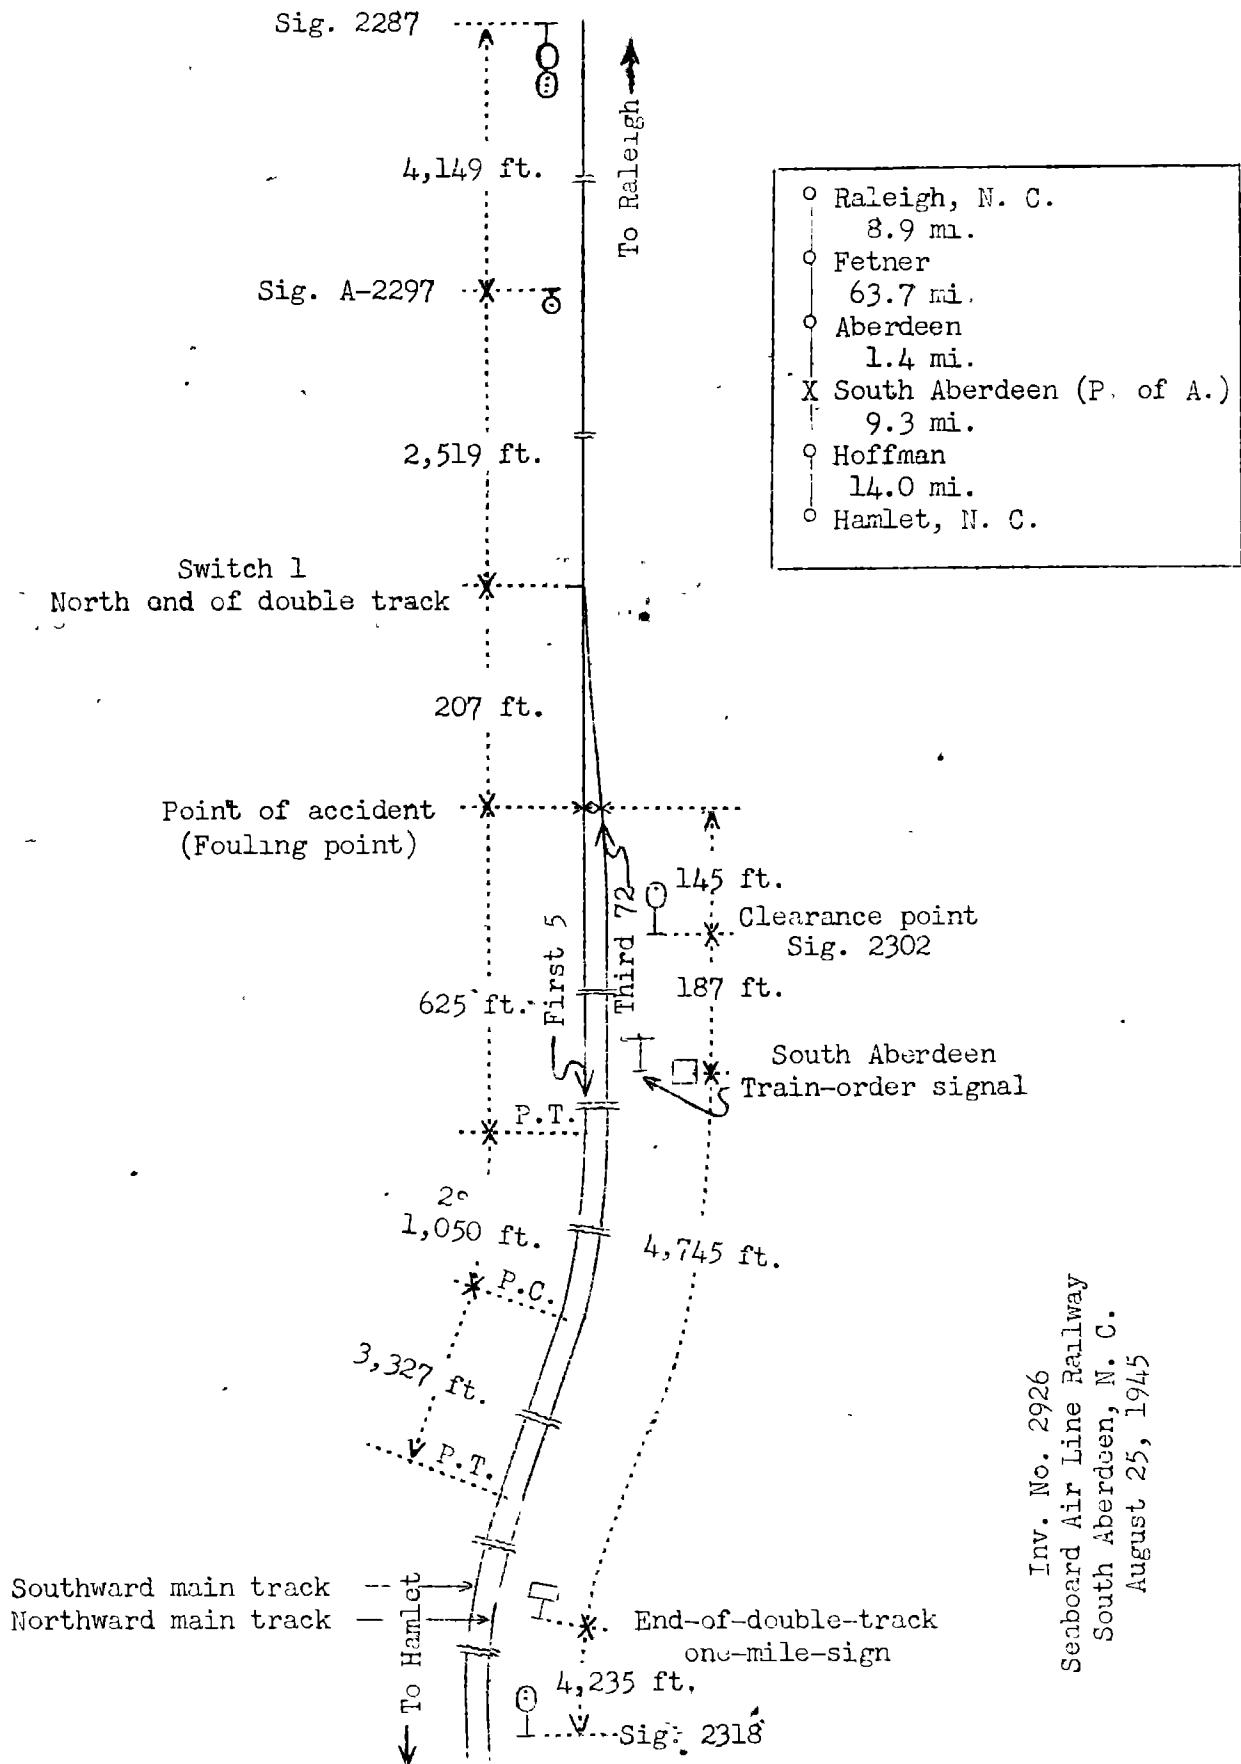 Sig. 2287
To Raleigh
4,149 ft.
Raleigh, N. C.
8.9 mi.
Fetner
63.7 mi.
Aberdeen
1.4 mi.
X South Aberdeen (P. of A.)
9.3 mi.
Hoffman
14.0 mi.
Hamlet, N. C.
Sig. A-2297
2,519 ft.
Switch 1
North end of double track
207 ft.
Point of accident
(Fouling point)
145 ft.
Clearance point
Sig. 2302
First 5
Third 72
625 ft.
187 ft.
South Aberdeen
Train-order signal
P.T.
2°
1,050 ft.
4,745 ft.
P.C.
3,327 ft.
P.T.
Southward main track
Northward main track
To Hamlet
End-of-double-track
one-mile-sign
4,235 ft.
Sig. 2318
Inv. No. 2926
Seaboard Air Line Railway
South Aberdeen, N. C.
August 25, 1945